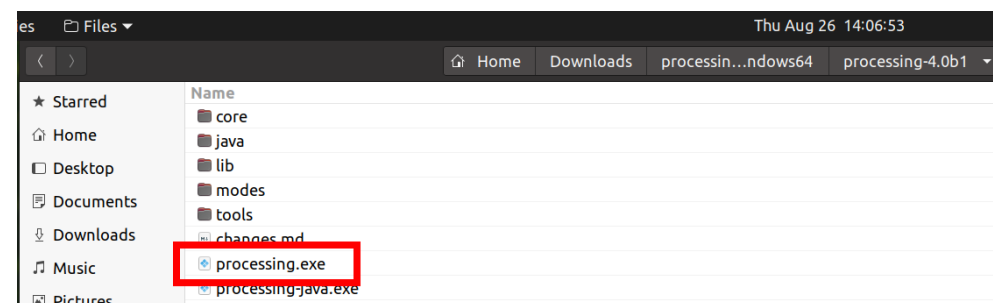 es Files Thu Aug 26 14:06:53
Home Downloads processin...ndows64 processing-4.0b1
Starred
Home
Desktop
Documents
Downloads
Music
Pictures
Name
core
java
lib
modes
tools
changes.md
processing.exe
processing-java.exe